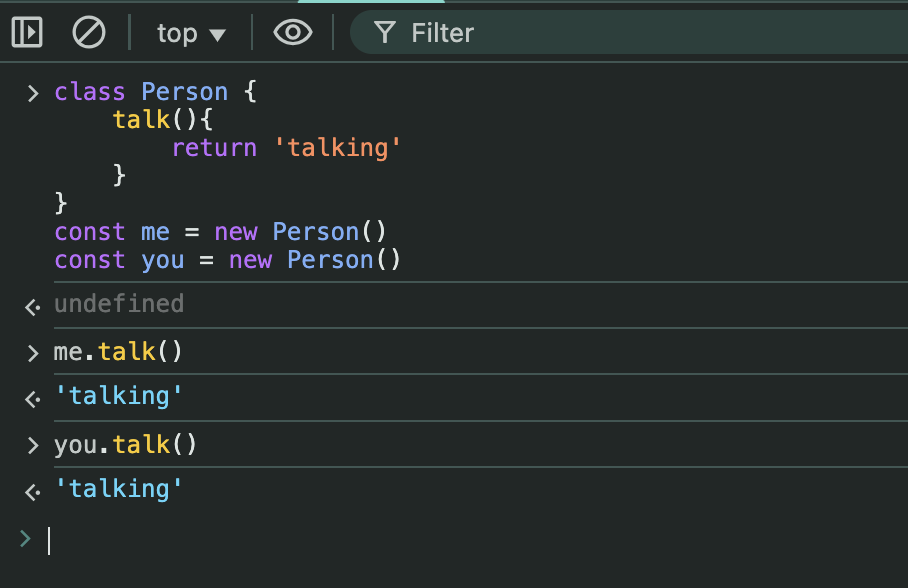 top
Filter
class Person {
    talk(){
        return 'talking'
    }
}
const me = new Person()
const you = new Person()
undefined
me.talk()
'talking'
you.talk()
'talking'